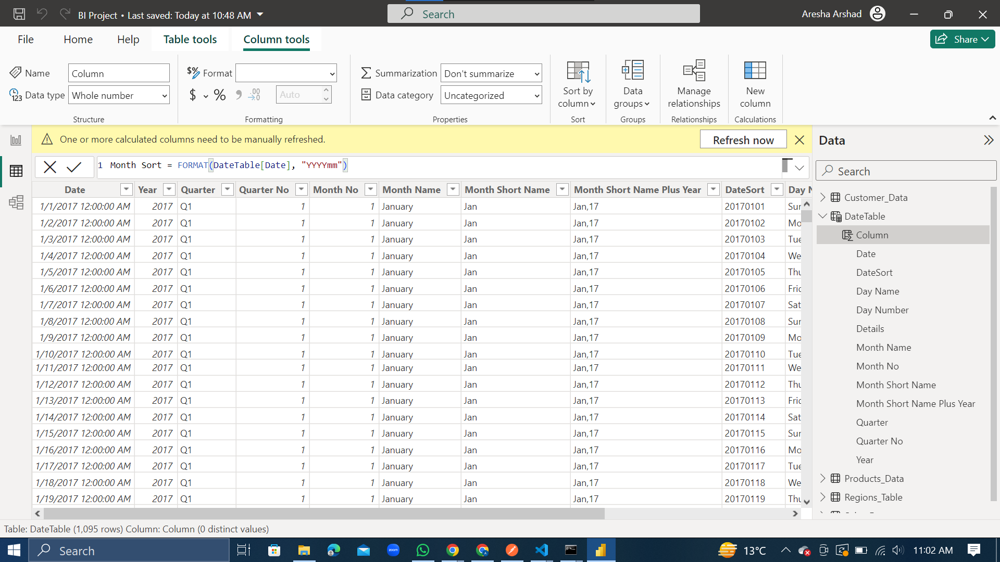 BI Project • Last saved: Today at 10:48 AM
Search
Aresha Arshad
File Home Help Table tools Column tools
Share
Name Column
Data type Whole number
Structure
$% Format
$ % Auto
Formatting
Summarization Don't summarize
Data category Uncategorized
Properties
Sort by column
Sort
Data groups
Groups
Manage relationships
Relationships
New column
Calculations
One or more calculated columns need to be manually refreshed.
Refresh now
1 Month Sort = FORMAT(DateTable[Date], "YYYYmm")
Date Year Quarter Quarter No Month No Month Name Month Short Name Month Short Name Plus Year DateSort Day N
1/1/2017 12:00:00 AM 2017 Q1 1 1 January Jan Jan,17 20170101 Sur
1/2/2017 12:00:00 AM 2017 Q1 1 1 January Jan Jan,17 20170102 Mo
1/3/2017 12:00:00 AM 2017 Q1 1 1 January Jan Jan,17 20170103 Tue
1/4/2017 12:00:00 AM 2017 Q1 1 1 January Jan Jan,17 20170104 We
1/5/2017 12:00:00 AM 2017 Q1 1 1 January Jan Jan,17 20170105 Thu
1/6/2017 12:00:00 AM 2017 Q1 1 1 January Jan Jan,17 20170106 Fric
1/7/2017 12:00:00 AM 2017 Q1 1 1 January Jan Jan,17 20170107 Sat
1/8/2017 12:00:00 AM 2017 Q1 1 1 January Jan Jan,17 20170108 Sur
1/9/2017 12:00:00 AM 2017 Q1 1 1 January Jan Jan,17 20170109 Mo
1/10/2017 12:00:00 AM 2017 Q1 1 1 January Jan Jan,17 20170110 Tue
1/11/2017 12:00:00 AM 2017 Q1 1 1 January Jan Jan,17 20170111 We
1/12/2017 12:00:00 AM 2017 Q1 1 1 January Jan Jan,17 20170112 Thu
1/13/2017 12:00:00 AM 2017 Q1 1 1 January Jan Jan,17 20170113 Fric
1/14/2017 12:00:00 AM 2017 Q1 1 1 January Jan Jan,17 20170114 Sat
1/15/2017 12:00:00 AM 2017 Q1 1 1 January Jan Jan,17 20170115 Sur
1/16/2017 12:00:00 AM 2017 Q1 1 1 January Jan Jan,17 20170116 Mo
1/17/2017 12:00:00 AM 2017 Q1 1 1 January Jan Jan,17 20170117 Tue
1/18/2017 12:00:00 AM 2017 Q1 1 1 January Jan Jan,17 20170118 We
1/19/2017 12:00:00 AM 2017 Q1 1 1 January Jan Jan,17 20170119 Thu
Data
Search
Customer_Data
DateTable
Column
Date
DateSort
Day Name
Day Number
Details
Month Name
Month No
Month Short Name
Month Short Name Plus Year
Quarter
Quarter No
Year
Products_Data
Regions_Table
Table: DateTable (1,095 rows) Column: Column (0 distinct values)
Search
zoom
13°C
11:02 AM